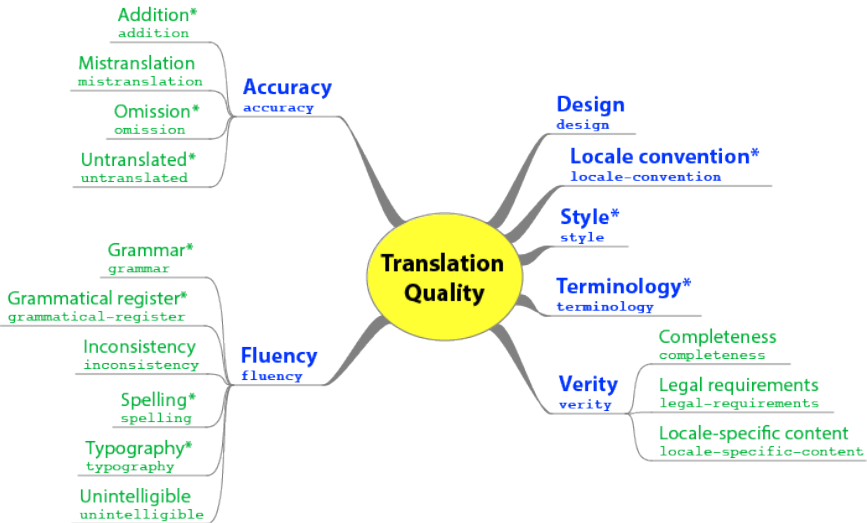 Addition*
addition
Mistranslation
mistranslation
Omission*
omission
Untranslated*
untranslated
Accuracy
accuracy
Grammar*
grammar
Grammatical register*
grammatical-register
Inconsistency
inconsistency
Spelling*
spelling
Typography*
typography
Unintelligible
unintelligible
Fluency
fluency
Translation
Quality
Design
design
Locale convention*
locale-convention
Style*
style
Terminology*
terminology
Verity
verity
Completeness
completeness
Legal requirements
legal-requirements
Locale-specific content
locale-specific-content